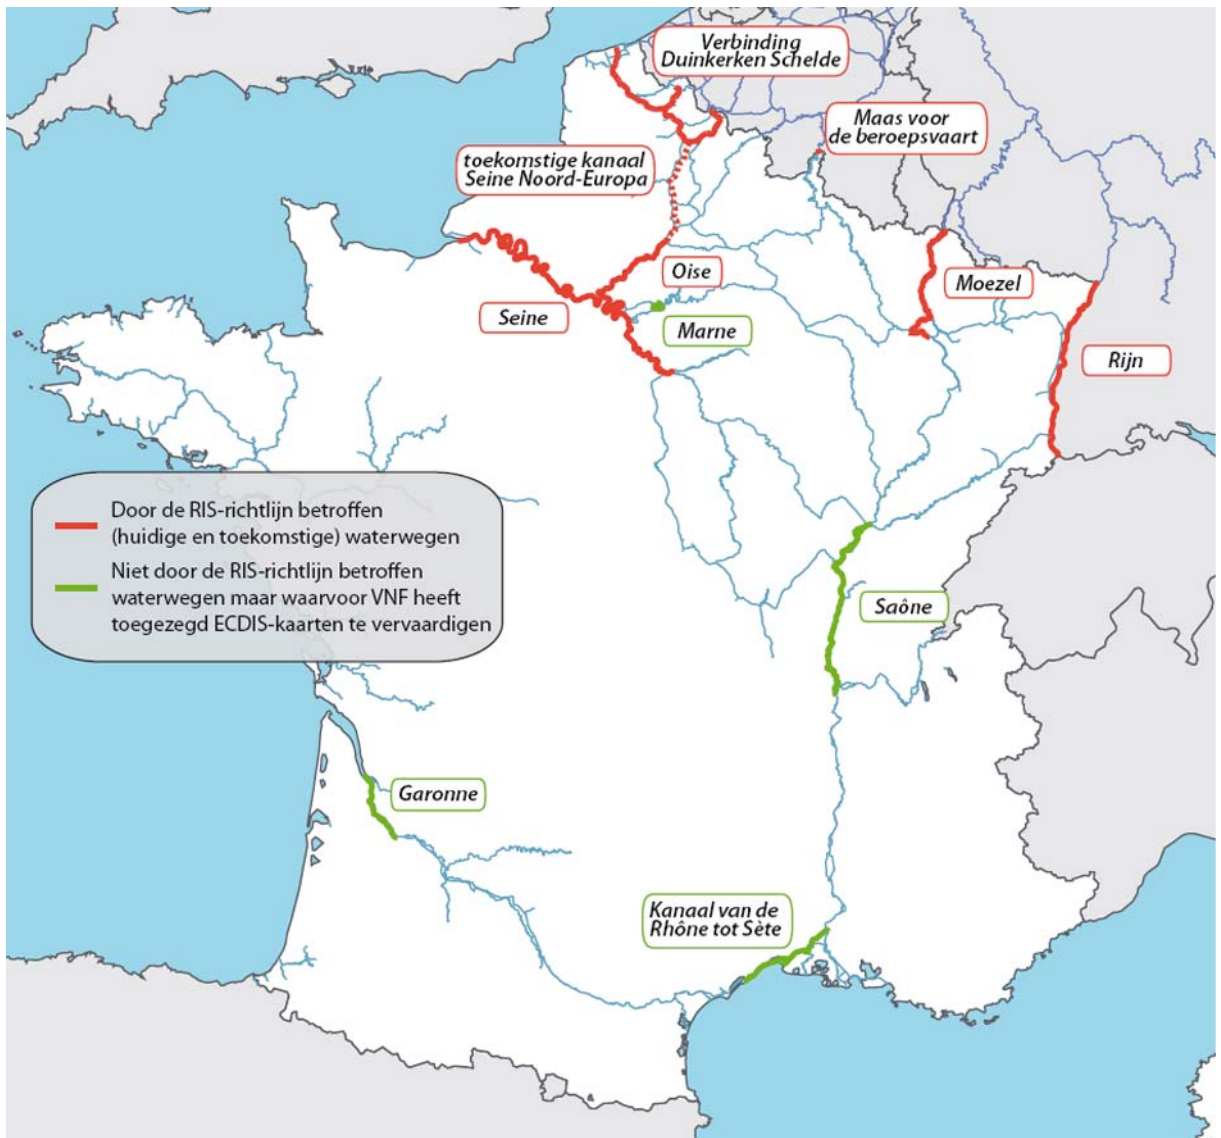 Verbinding
Duinkerken Schelde
Maas voor
de beroepsvaart
toekomstige kanaal
Seine Noord-Europa
Oise
Moezel
Seine
Marne
Rijn
Door de RIS-richtlijn betroffen
(huidige en toekomstige) waterwegen
Niet door de RIS-richtlijn betroffen
waterwegen maar waarvoor VNF heeft
toegezegd ECDIS-kaarten te vervaardigen
Saône
Garonne
Kanaal van de
Rhône tot Sète